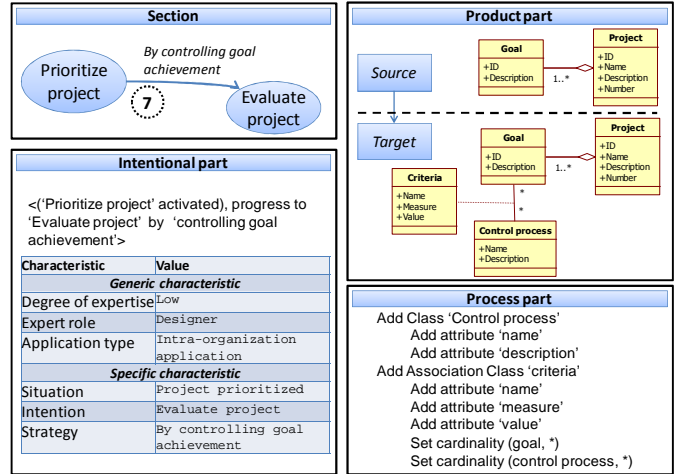 Section
By controlling goal
achievement
Prioritize
project
7
Evaluate
project
Intentional part
<(‘Prioritize project’ activated), progress to
‘Evaluate project’ by ‘controlling goal
achievement’>
Characteristic Value
Generic characteristic
Degree of expertise Low
Expert role Designer
Application type Intra-organization
application
Specific characteristic
Situation Project prioritized
Intention Evaluate project
Strategy By controlling goal
achievement
Product part
Source
Goal
+ID
+Description
1..*
Project
+ID
+Name
+Description
+Number
Target
Goal
+ID
+Description
1..*
Project
+ID
+Name
+Description
+Number
Criteria
+Name
+Measure
+Value
*
*
Control process
+Name
+Description
Process part
Add Class ‘Control process’
Add attribute ‘name’
Add attribute ‘description’
Add Association Class ‘criteria’
Add attribute ‘name’
Add attribute ‘measure’
Add attribute ‘value’
Set cardinality (goal, *)
Set cardinality (control process, *)